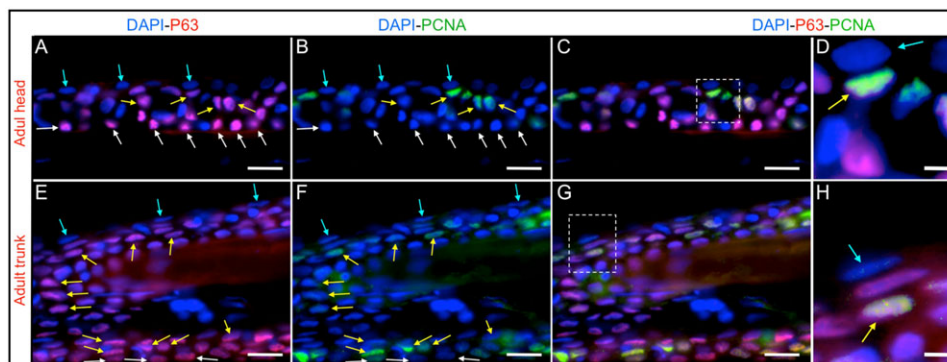 DAPI-P63 DAPI-PCNA DAPI-P63-PCNA
Adul head
A B C D
Adult trunk
E F G H